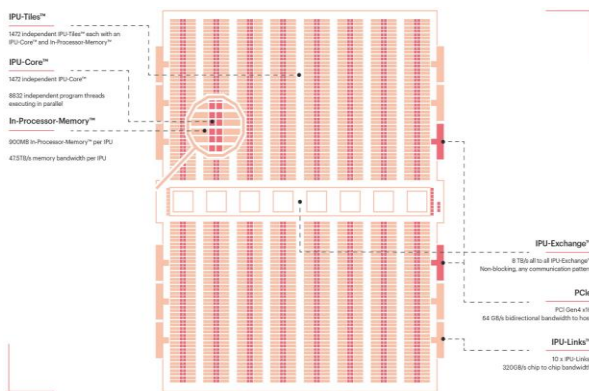 IPU-Tiles™
1472 independent IPU-Tiles™ each with an
IPU-Core™ and In-Processor-Memory™
IPU-Core™
1472 independent IPU-Core™
8832 independent program threads
executing in parallel
In-Processor-Memory™
900MB In-Processor-Memory™ per IPU
47.5TB/s memory bandwidth per IPU
IPU-Exchange™
8 TB/s all to all IPU-Exchange™
Non-blocking, any communication pattern
PCIe
PCI Gen4 x16
64 GB/s bidirectional bandwidth to host
IPU-Links™
10 x IPU-Links
320GB/s chip to chip bandwidth